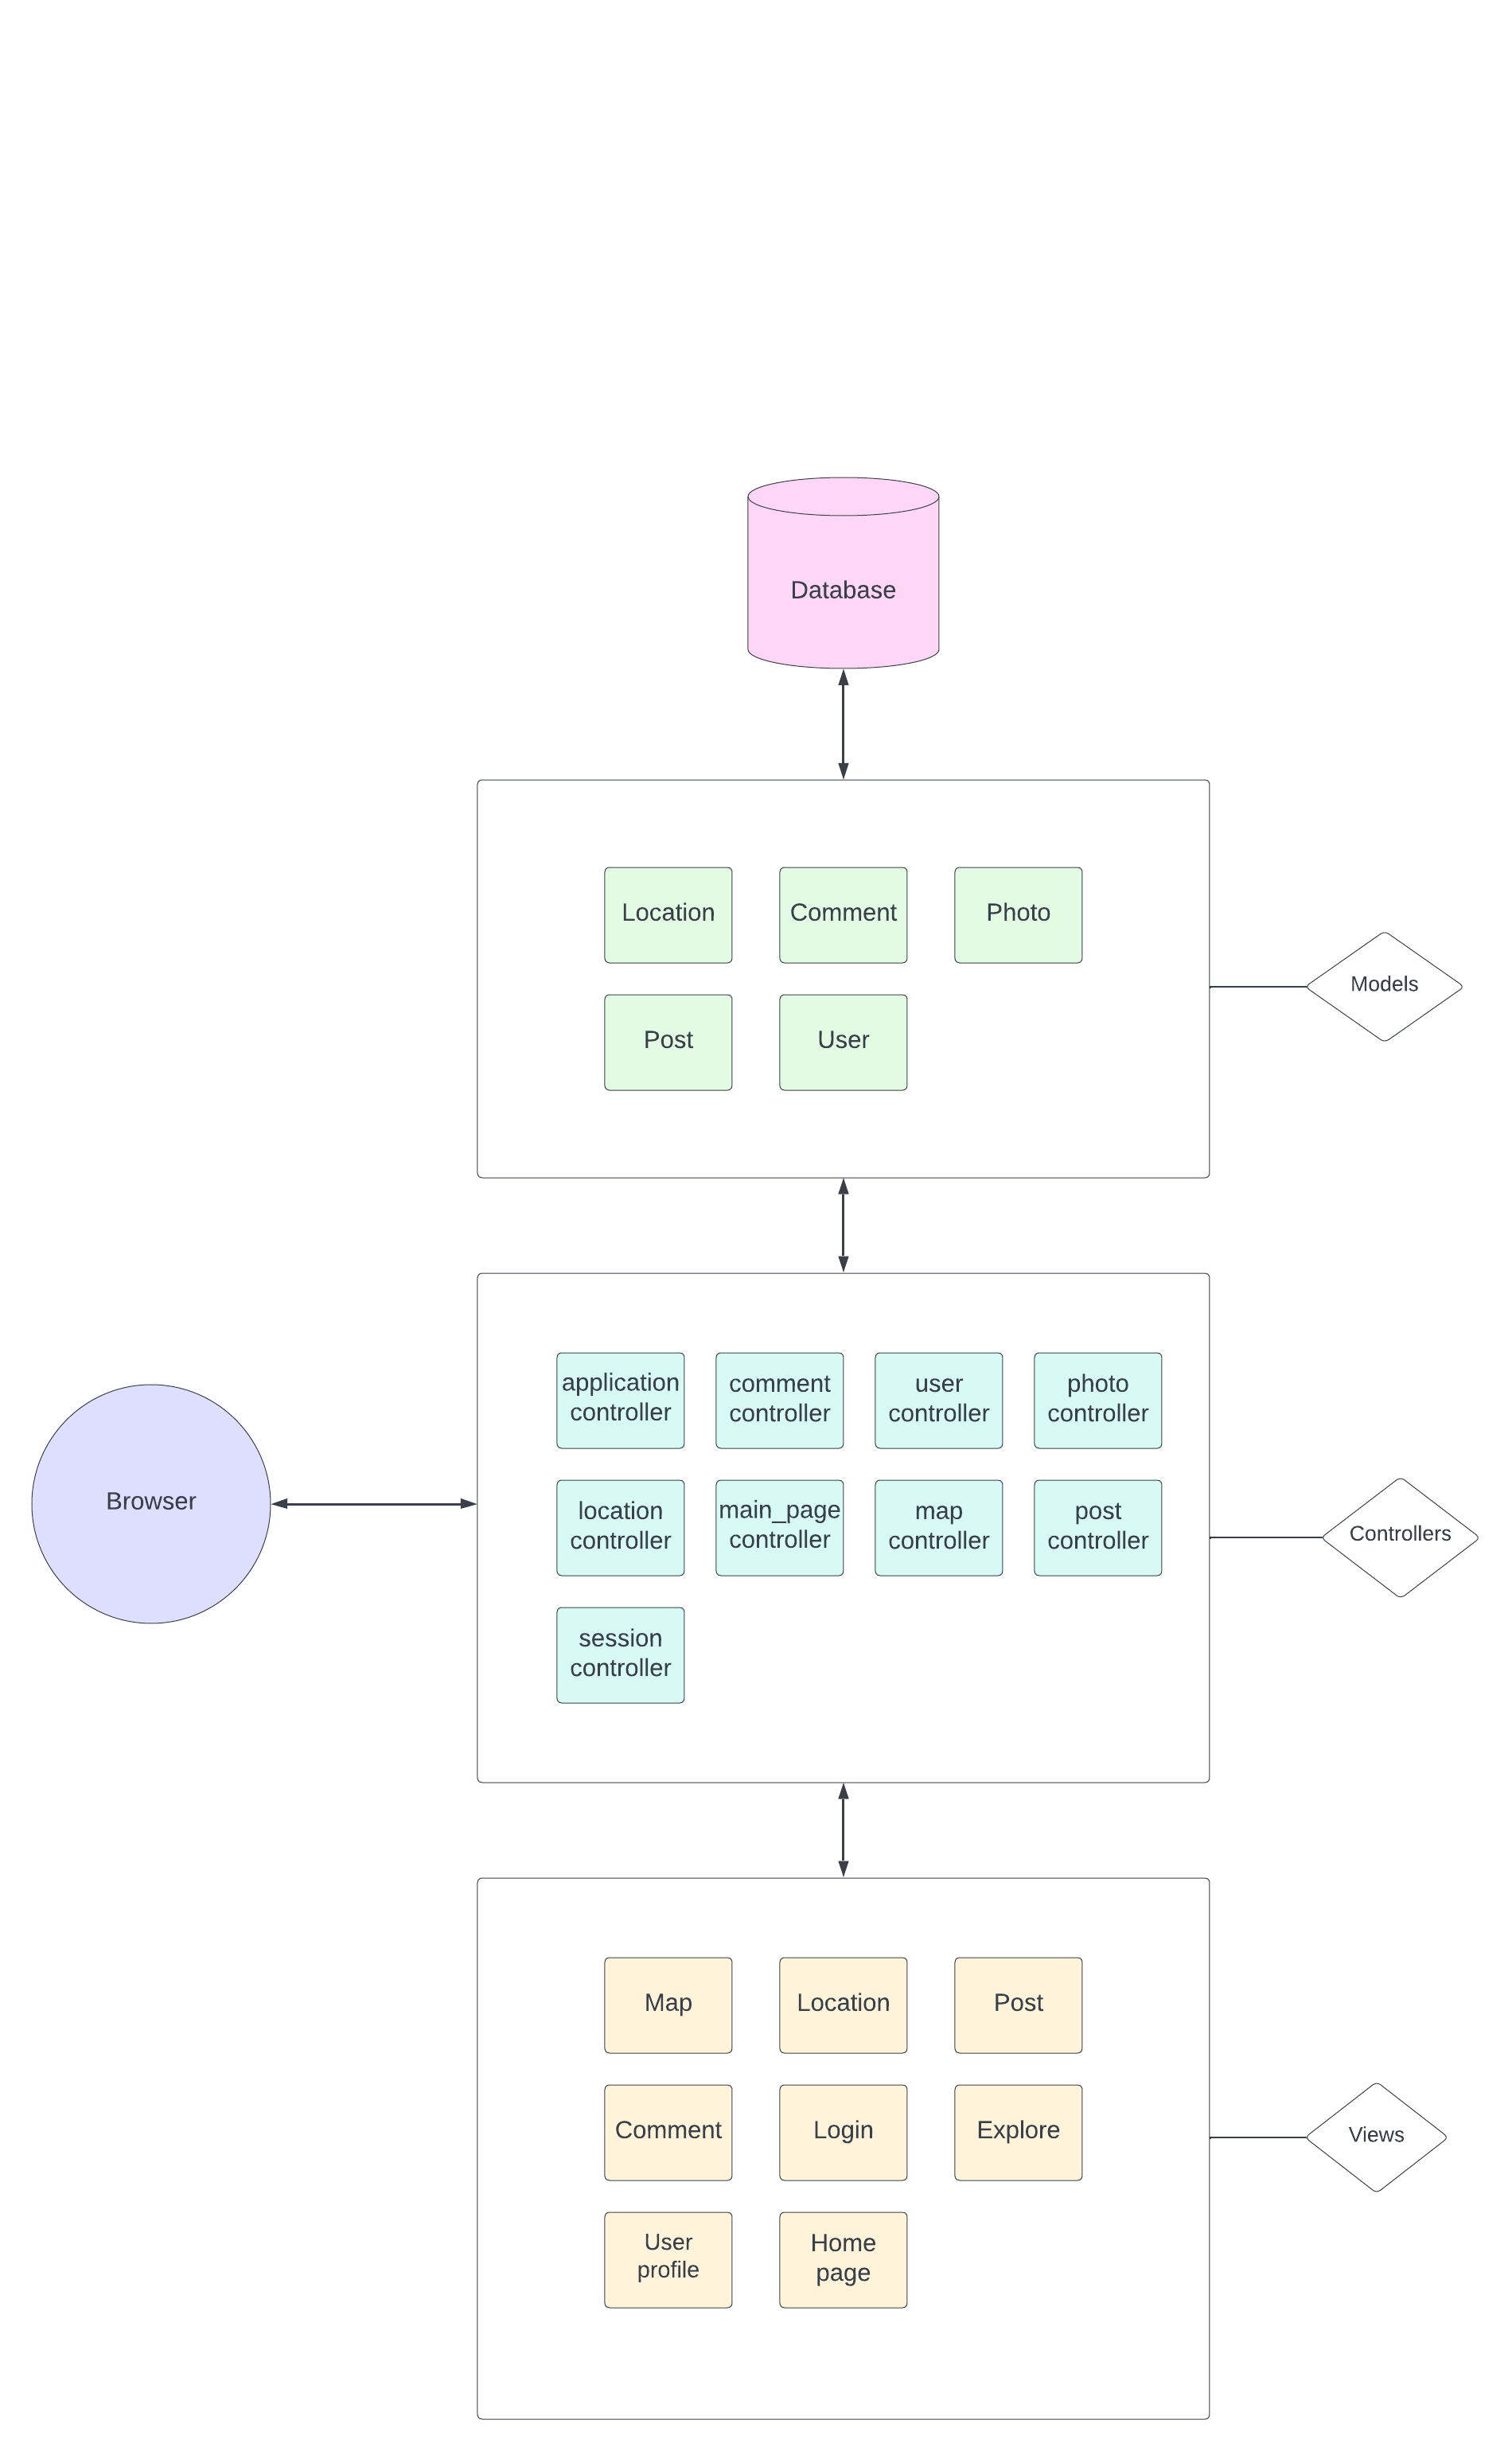 Database
Location
Comment
Photo
Post
User
Models
application
controller
comment
controller
user
controller
photo
controller
location
controller
main_page
controller
map
controller
post
controller
session
controller
Browser
Controllers
Map
Location
Post
Comment
Login
Explore
User
profile
Home
page
Views